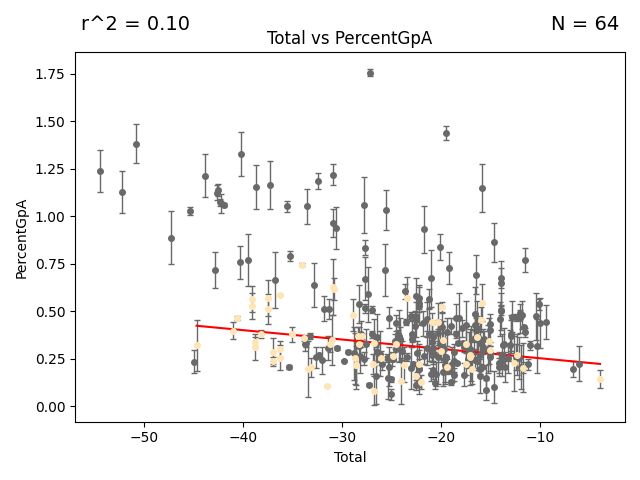 r^2 = 0.10
N = 64
Total vs PercentGpA
PercentGpA
1.75
1.50
1.25
1.00
0.75
0.50
0.25
0.00
−50
−40
−30
−20
−10
Total